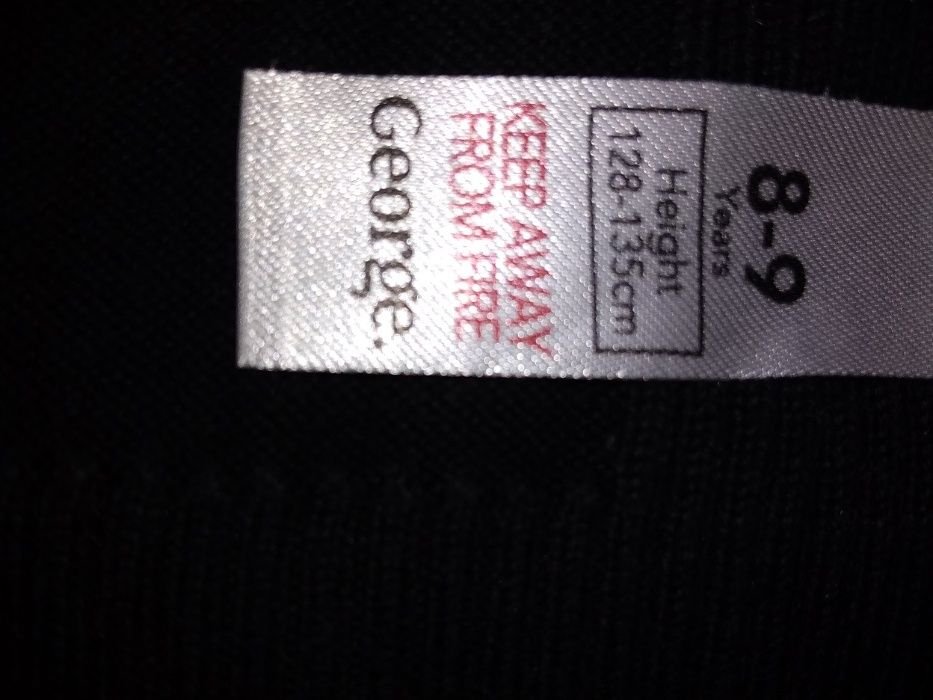 8-9
Years
Height
128-135cm
KEEP AWAY
FROM FIRE
George.